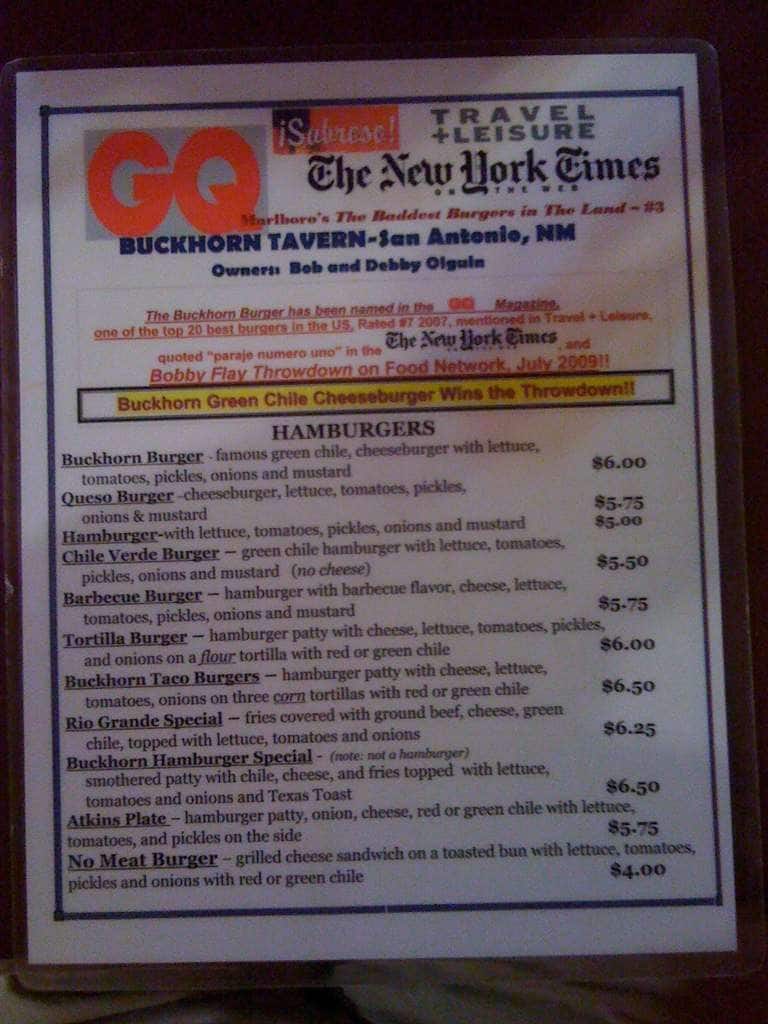 GQ
¡Sabroso!
TRAVEL
+LEISURE
The New York Times
ON THE WEB
Marlboro's The Baddest Burgers in The Land – #3
BUCKHORN TAVERN-San Antonio, NM
Owners: Bob and Debby Olguin
The Buckhorn Burger has been named in the GQ Magazine,
one of the top 20 best burgers in the US, Rated #7 2007, mentioned in Travel + Leisure,
quoted "paraje numero uno" in the The New York Times, and
Bobby Flay Throwdown on Food Network, July 2009!!
Buckhorn Green Chile Cheeseburger Wins the Throwdown!!
HAMBURGERS
Buckhorn Burger - famous green chile, cheeseburger with lettuce,
tomatoes, pickles, onions and mustard $6.00
Queso Burger –cheeseburger, lettuce, tomatoes, pickles,
onions & mustard $5.75
Hamburger-with lettuce, tomatoes, pickles, onions and mustard $5.00
Chile Verde Burger – green chile hamburger with lettuce, tomatoes,
pickles, onions and mustard (no cheese) $5.50
Barbecue Burger – hamburger with barbecue flavor, cheese, lettuce,
tomatoes, pickles, onions and mustard $5.75
Tortilla Burger – hamburger patty with cheese, lettuce, tomatoes, pickles,
and onions on a flour tortilla with red or green chile $6.00
Buckhorn Taco Burgers – hamburger patty with cheese, lettuce,
tomatoes, onions on three corn tortillas with red or green chile $6.50
Rio Grande Special – fries covered with ground beef, cheese, green
chile, topped with lettuce, tomatoes and onions $6.25
Buckhorn Hamburger Special - (note: not a hamburger)
smothered patty with chile, cheese, and fries topped with lettuce,
tomatoes and onions and Texas Toast $6.50
Atkins Plate – hamburger patty, onion, cheese, red or green chile with lettuce,
tomatoes, and pickles on the side $5.75
No Meat Burger – grilled cheese sandwich on a toasted bun with lettuce, tomatoes,
pickles and onions with red or green chile $4.00